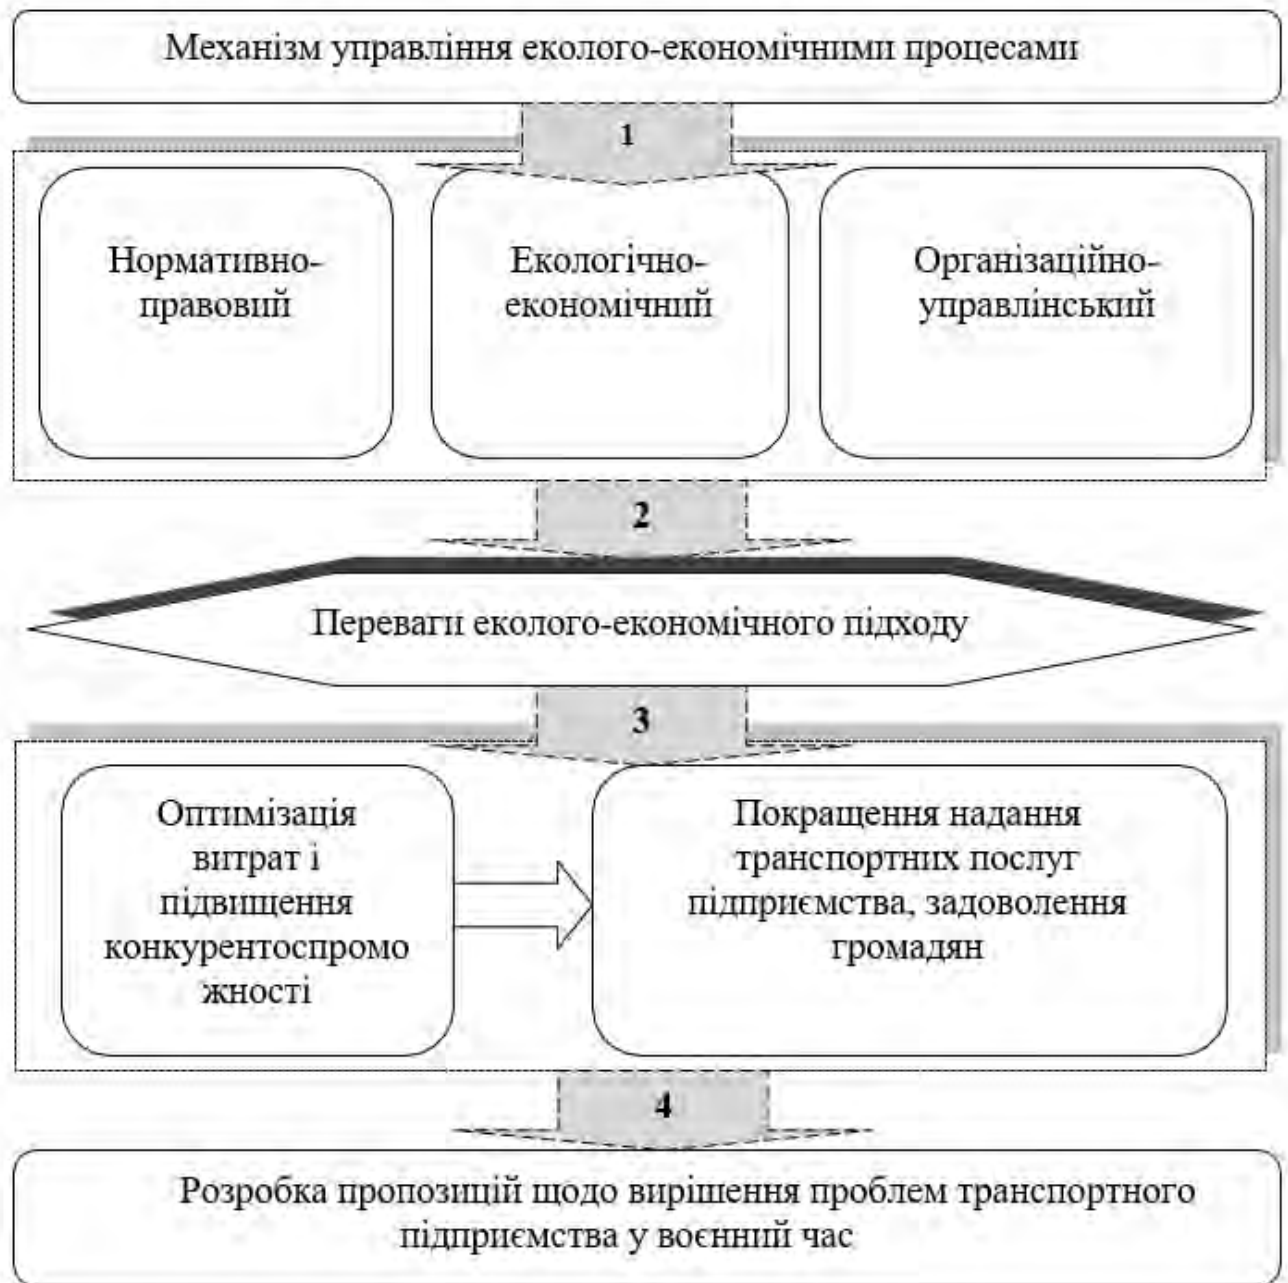 Механізм управління еколого-економічними процесами
1
Нормативно-
правовий
Екологічно-
економічний
Організаційно-
управлінський
2
Переваги еколого-економічного підходу
3
Оптимізація
витрат і
підвищення
конкурентоспромо
жності
Покращення надання
транспортних послуг
підприємства, задоволення
громадян
4
Розробка пропозицій щодо вирішення проблем транспортного
підприємства у воєнний час